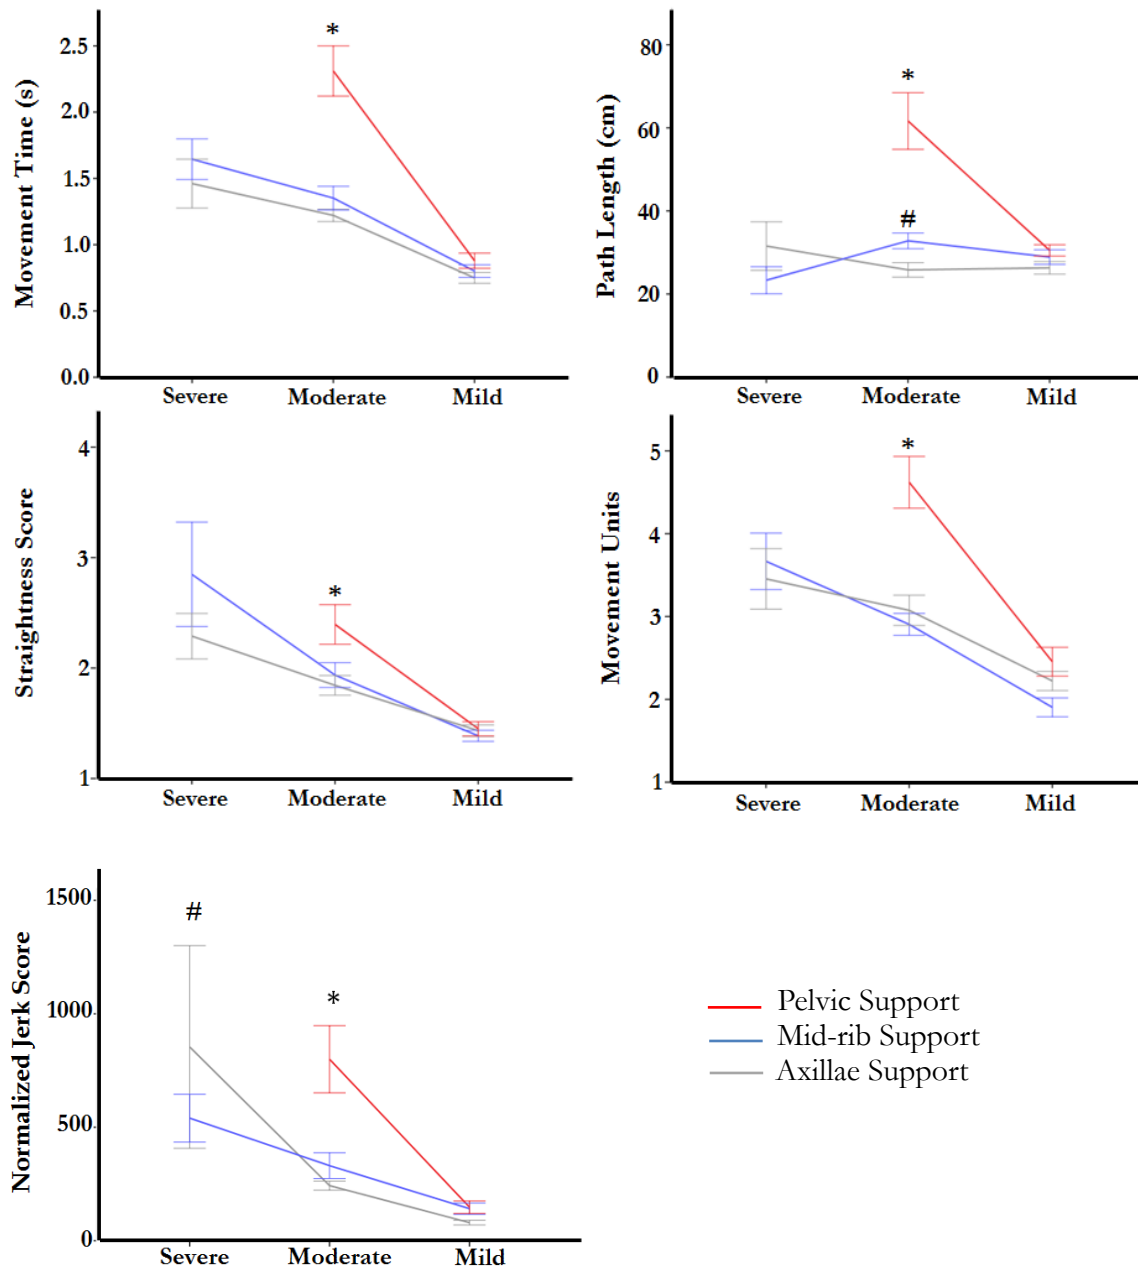 Movement Time (s)
2.5
2.0
1.5
1.0
0.5
0.0
*
Severe Moderate Mild
Path Length (cm)
80
60
40
20
0
*
#
Severe Moderate Mild
Straightness Score
4
3
2
1
*
Severe Moderate Mild
Movement Units
5
4
3
2
1
*
Severe Moderate Mild
Normalized Jerk Score
1500
1000
500
0
#
*
Severe Moderate Mild
Pelvic Support
Mid-rib Support
Axillae Support